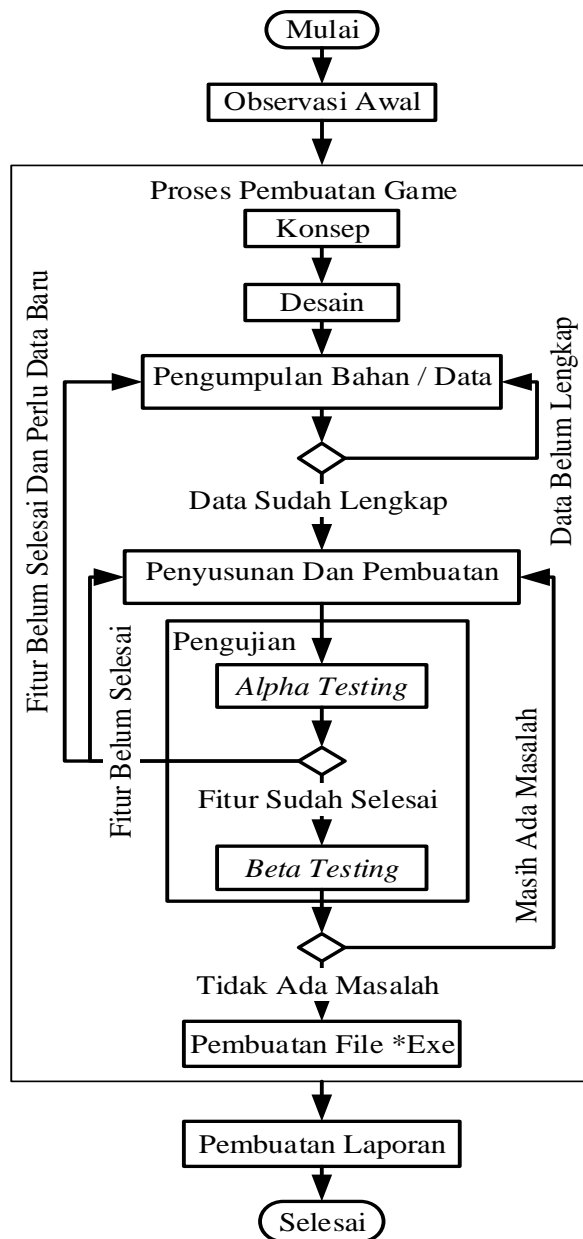 Mulai
Observasi Awal
Proses Pembuatan Game
Konsep
Desain
Pengumpulan Bahan / Data
Data Belum Lengkap
Fitur Belum Selesai Dan Perlu Data Baru
Data Sudah Lengkap
Penyusunan Dan Pembuatan
Pengujian
Alpha Testing
Fitur Belum Selesai
Fitur Sudah Selesai
Masih Ada Masalah
Beta Testing
Tidak Ada Masalah
Pembuatan File *Exe
Pembuatan Laporan
Selesai